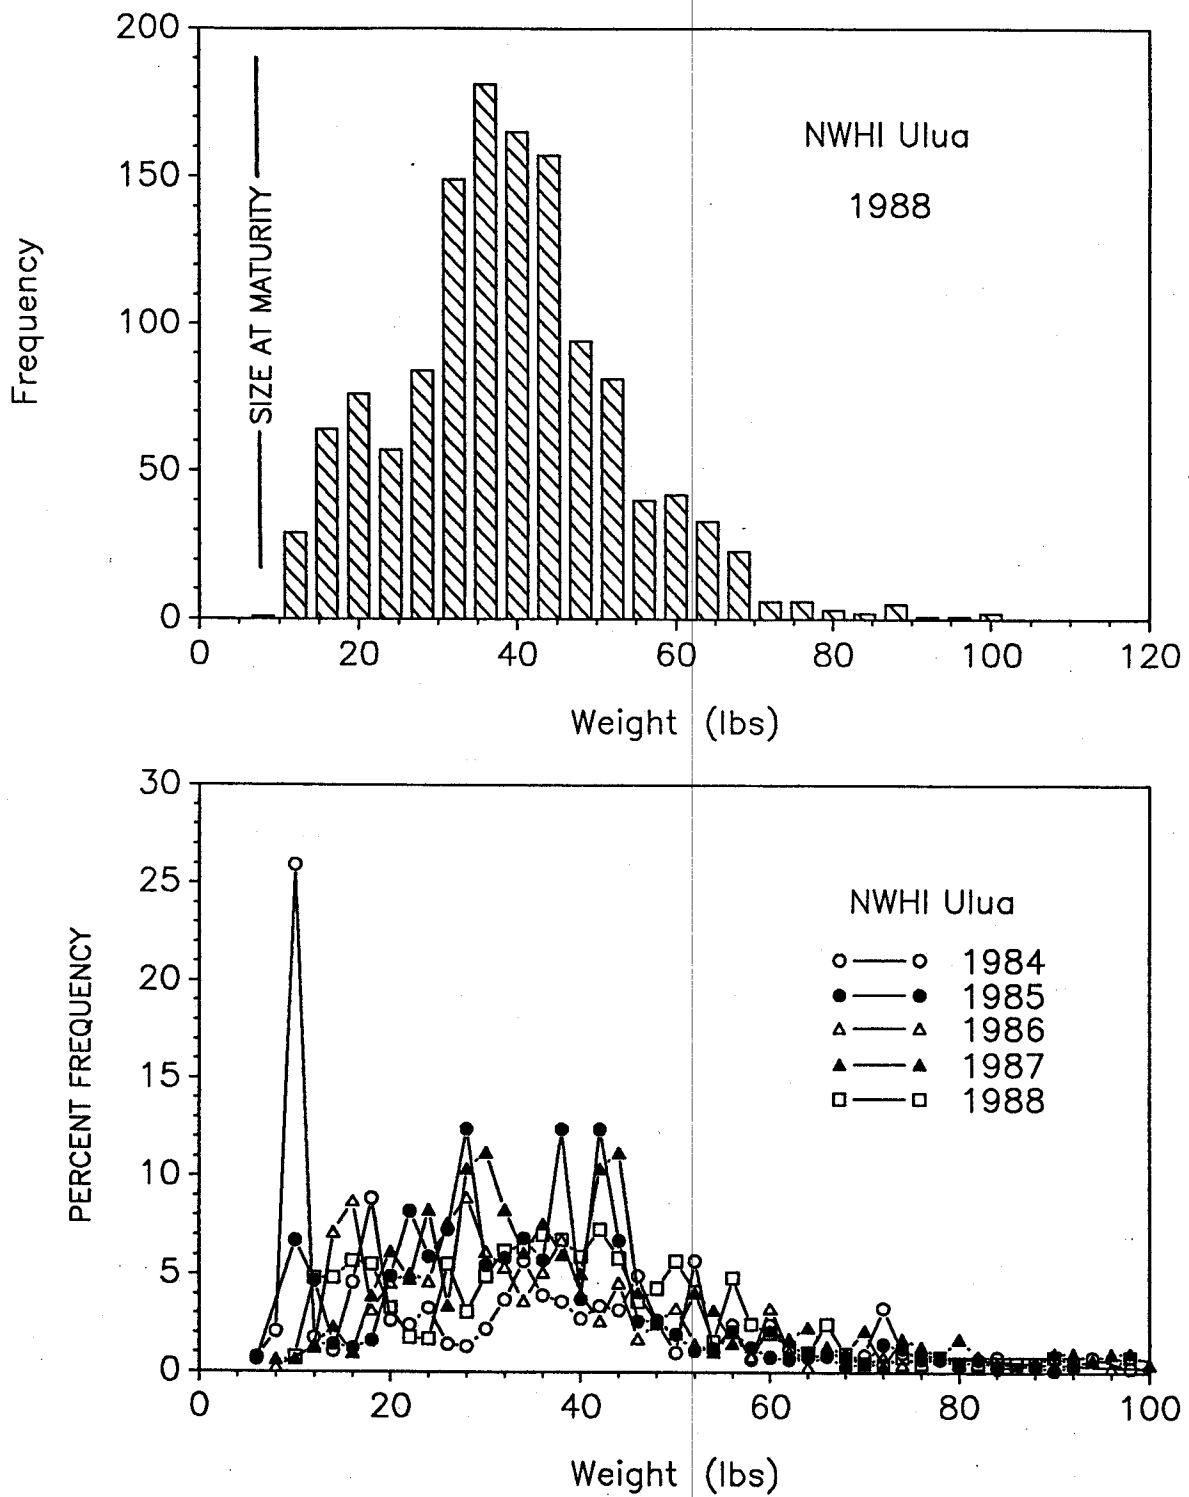 200
150
100
50
0
Frequency
SIZE AT MATURITY
NWHI Ulua
1988
0 20 40 60 80 100 120
Weight (lbs)
30
25
20
15
10
5
0
PERCENT FREQUENCY
NWHI Ulua
1984
1985
1986
1987
1988
0 20 40 60 80 100
Weight (lbs)